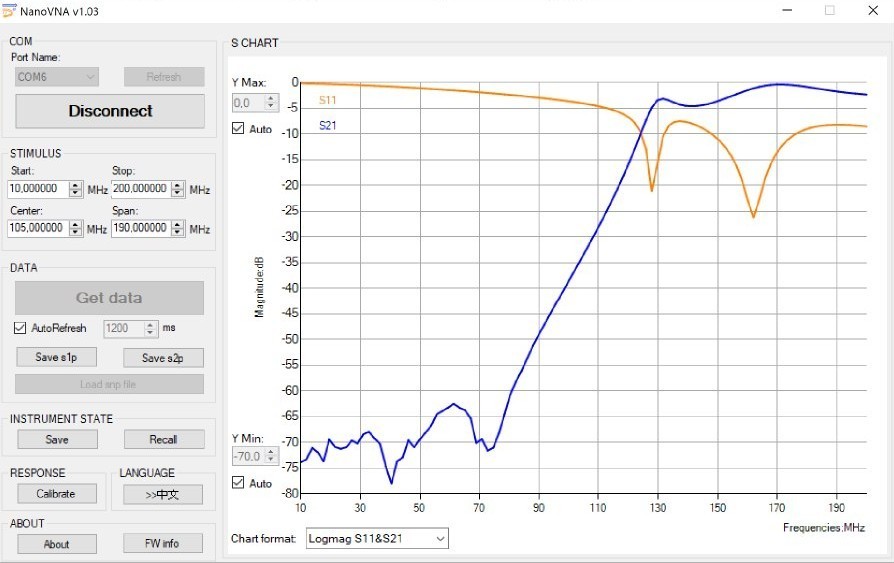 NanoVNA v1.03
COM
Port Name:
COM6
Refresh
Disconnect
STIMULUS
Start: Stop:
10,000000 MHz 200,000000 MHz
Center: Span:
105,000000 MHz 190,000000 MHz
DATA
Get data
AutoRefresh 1200 ms
Save s1p Save s2p
Load snp file
INSTRUMENT STATE
Save Recall
RESPONSE LANGUAGE
Calibrate >>中文
ABOUT
About FW info
S CHART
Y Max:
0,0
Auto
S11
S21
0
-5
-10
-15
-20
-25
-30
-35
-40
-45
-50
-55
-60
-65
-70
-75
-80
Magnitude:dB
Y Min:
-70.0
Auto
10 30 50 70 90 110 130 150 170 190
Frequencies:MHz
Chart format: Logmag S11&S21